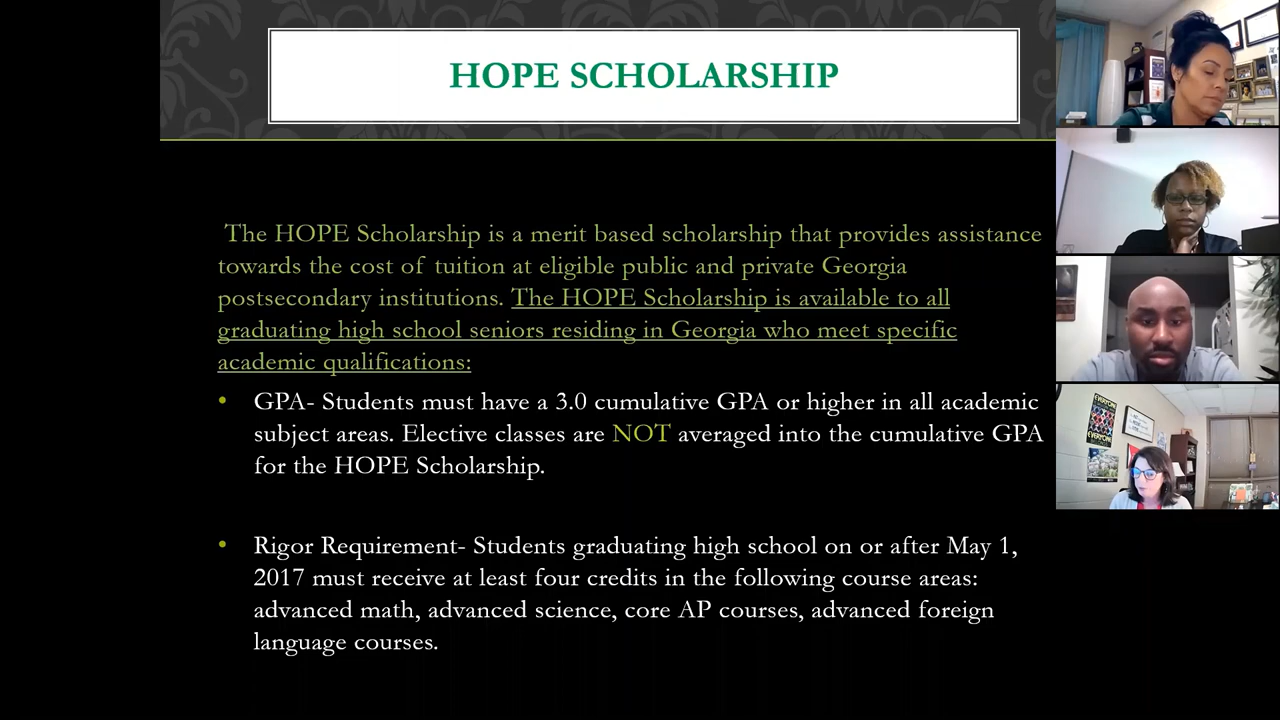 HOPE SCHOLARSHIP
The HOPE Scholarship is a merit based scholarship that provides assistance
towards the cost of tuition at eligible public and private Georgia
postsecondary institutions. The HOPE Scholarship is available to all
graduating high school seniors residing in Georgia who meet specific
academic qualifications:
• GPA- Students must have a 3.0 cumulative GPA or higher in all academic
subject areas. Elective classes are NOT averaged into the cumulative GPA
for the HOPE Scholarship.
• Rigor Requirement- Students graduating high school on or after May 1,
2017 must receive at least four credits in the following course areas:
advanced math, advanced science, core AP courses, advanced foreign
language courses.
EVERYONE